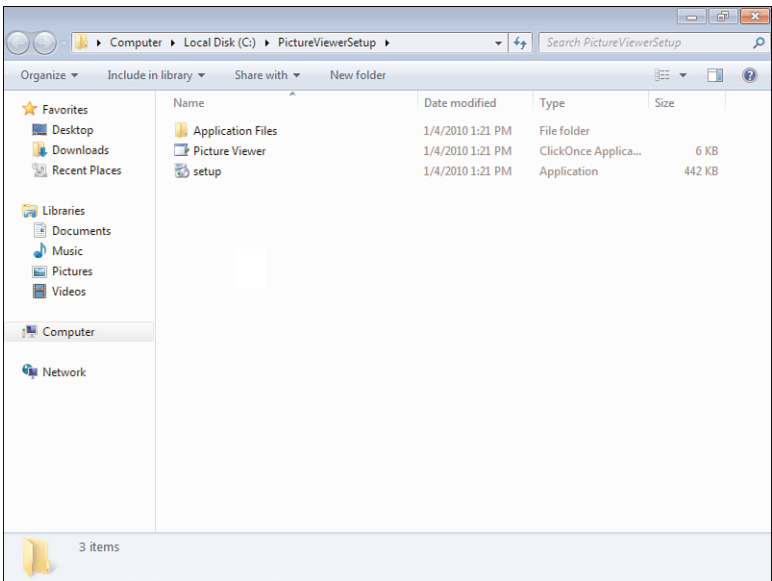 Computer Local Disk (C:) PictureViewerSetup Search PictureViewerSetup
Organize Include in library Share with New folder
Favorites
Desktop
Downloads
Recent Places
Libraries
Documents
Music
Pictures
Videos
Computer
Network
Name Date modified Type Size
Application Files 1/4/2010 1:21 PM File folder
Picture Viewer 1/4/2010 1:21 PM ClickOnce Applica... 6 KB
setup 1/4/2010 1:21 PM Application 442 KB
3 items